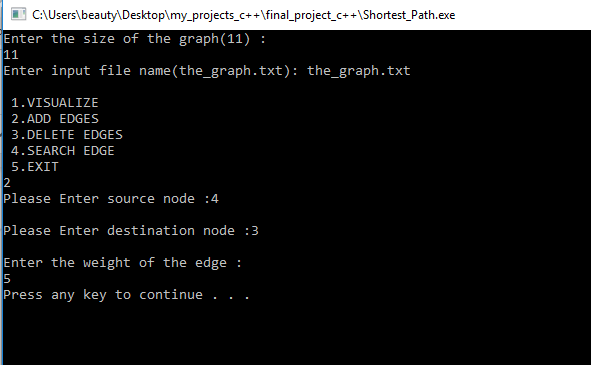 C:\Users\beauty\Desktop\my_projects_c++\final_project_c++\Shortest_Path.exe
Enter the size of the graph(11) :
11
Enter input file name(the_graph.txt): the_graph.txt
1.VISUALIZE
2.ADD EDGES
3.DELETE EDGES
4.SEARCH EDGE
5.EXIT
2
Please Enter source node :4
Please Enter destination node :3
Enter the weight of the edge :
5
Press any key to continue . . .